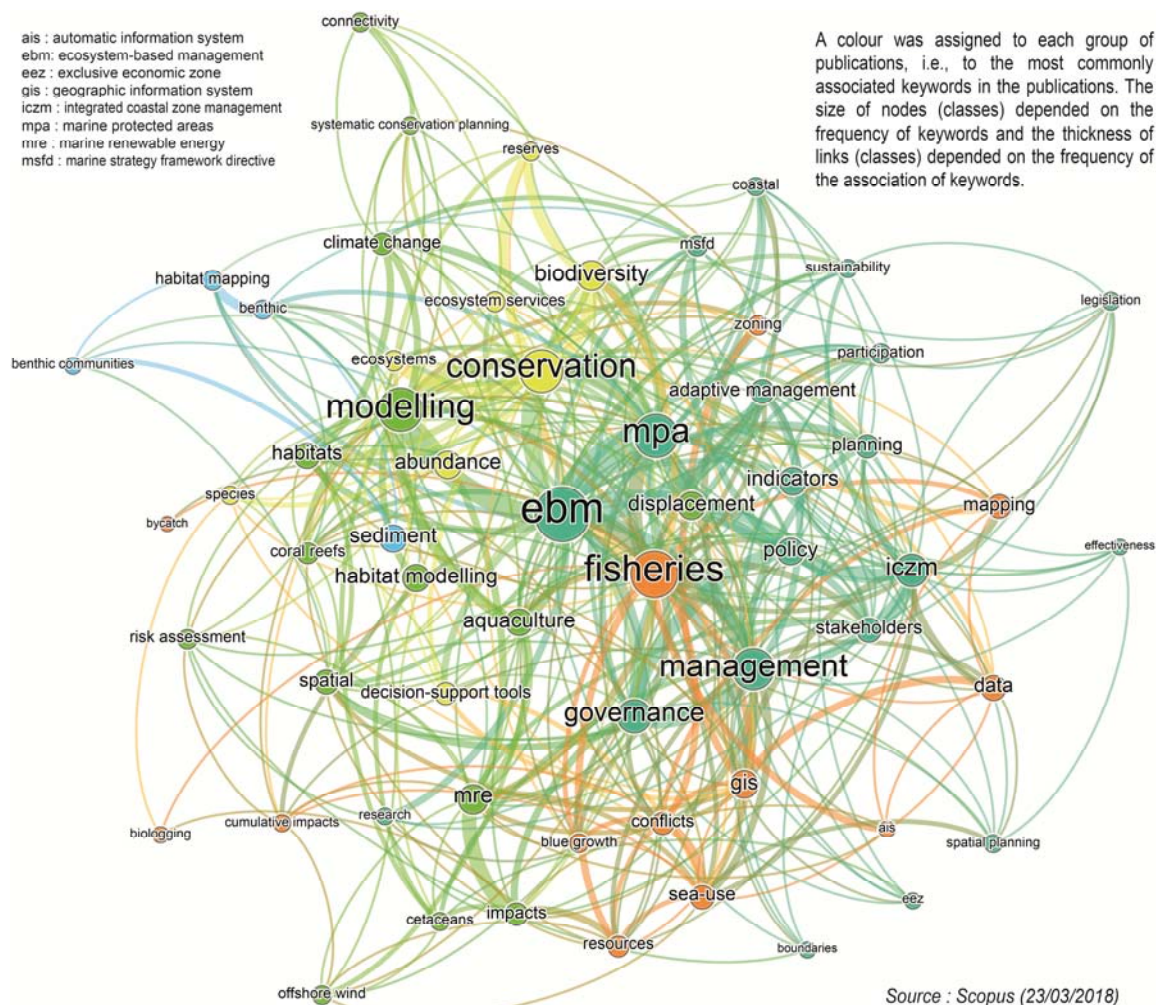 connectivity
ais : automatic information system
ebm: ecosystem-based management
eez : exclusive economic zone
gis : geographic information system
iczm : integrated coastal zone management
mpa : marine protected areas
mre : marine renewable energy
msfd : marine strategy framework directive
A colour was assigned to each group of
publications, i.e., to the most commonly
associated keywords in the publications. The
size of nodes (classes) depended on the
frequency of keywords and the thickness of
links (classes) depended on the frequency of
the association of keywords.
systematic conservation planning
reserves
coastal
climate change
msfd
biodiversity
sustainability
habitat mapping
ecosystem services
legislation
benthic
zoning
ecosystems
participation
benthic communities
conservation
adaptive management
modelling
mpa
planning
habitats
abundance
indicators
species
displacement
mapping
ebm
bycatch
sediment
coral reefs
policy
effectiveness
habitat modelling
fisheries
iczm
aquaculture
stakeholders
risk assessment
management
spatial
decision-support tools
data
governance
gis
mre
research
cumulative impacts
conflicts
ais
biologging
blue growth
spatial planning
sea-use
eez
cetaceans
impacts
resources
boundaries
offshore wind
Source : Scopus (23/03/2018)